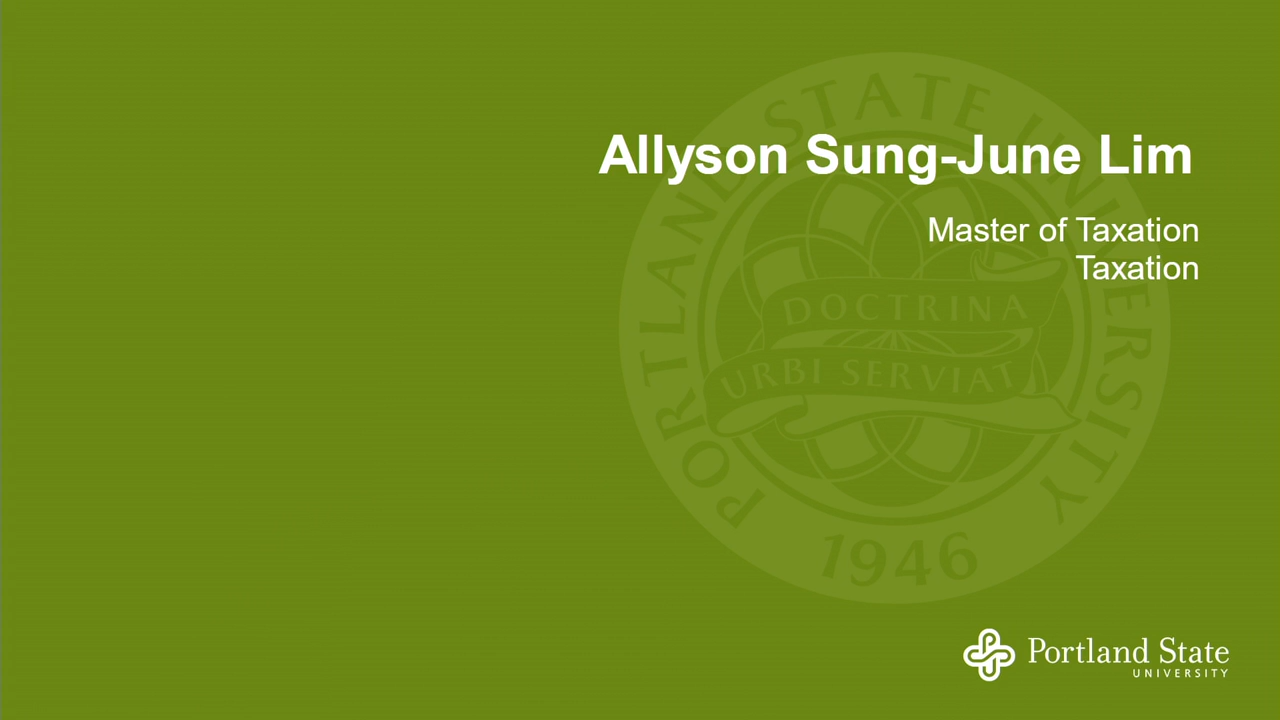 Allyson Sung-June Lim
Master of Taxation
Taxation
PORTLAND STATE UNIVERSITY
DOCTRINA
URBI SERVIAT
1946
Portland State
UNIVERSITY